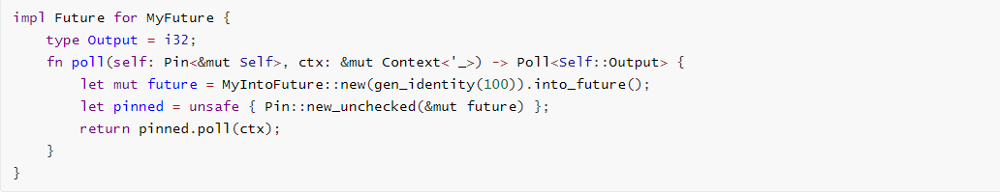 impl Future for MyFuture {
    type Output = i32;
    fn poll(self: Pin<&mut Self>, ctx: &mut Context<'_>) -> Poll<Self::Output> {
        let mut future = MyIntoFuture::new(gen_identity(100)).into_future();
        let pinned = unsafe { Pin::new_unchecked(&mut future) };
        return pinned.poll(ctx);
    }
}